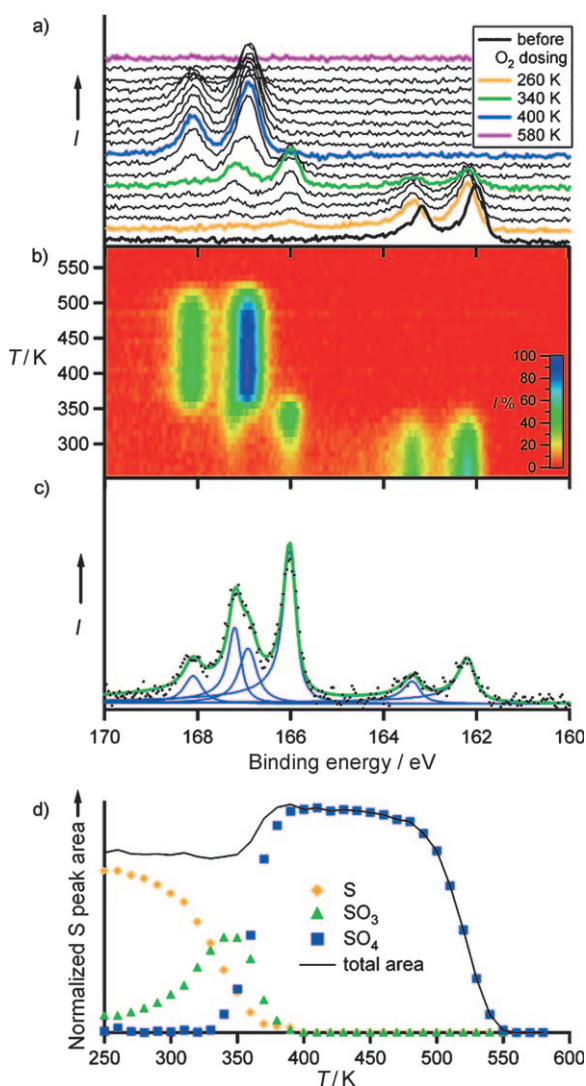 a)
I
before
O2 dosing
260 K
340 K
400 K
580 K
b)
T / K
550
500
450
400
350
300
I %
100
80
60
40
20
0
c)
I
170 168 166 164 162 160
Binding energy / eV
d)
Normalized S peak area
S
SO3
SO4
total area
250 300 350 400 450 500 550 600
T / K